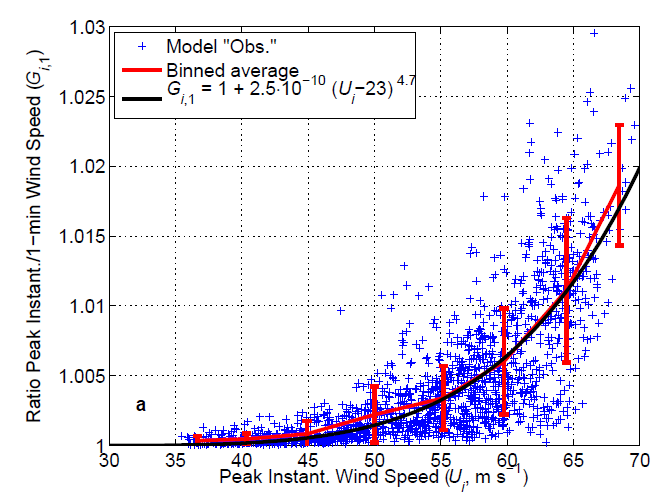 1.03
1.025
1.02
1.015
1.01
1.005
1
Ratio Peak Instant./1−min Wind Speed (Gi,1)
Model "Obs."
Binned average
Gi,1 = 1 + 2.5·10−10 (Ui−23) 4.7
a
30 35 40 45 50 55 60 65 70
Peak Instant. Wind Speed (Ui, m s−1)